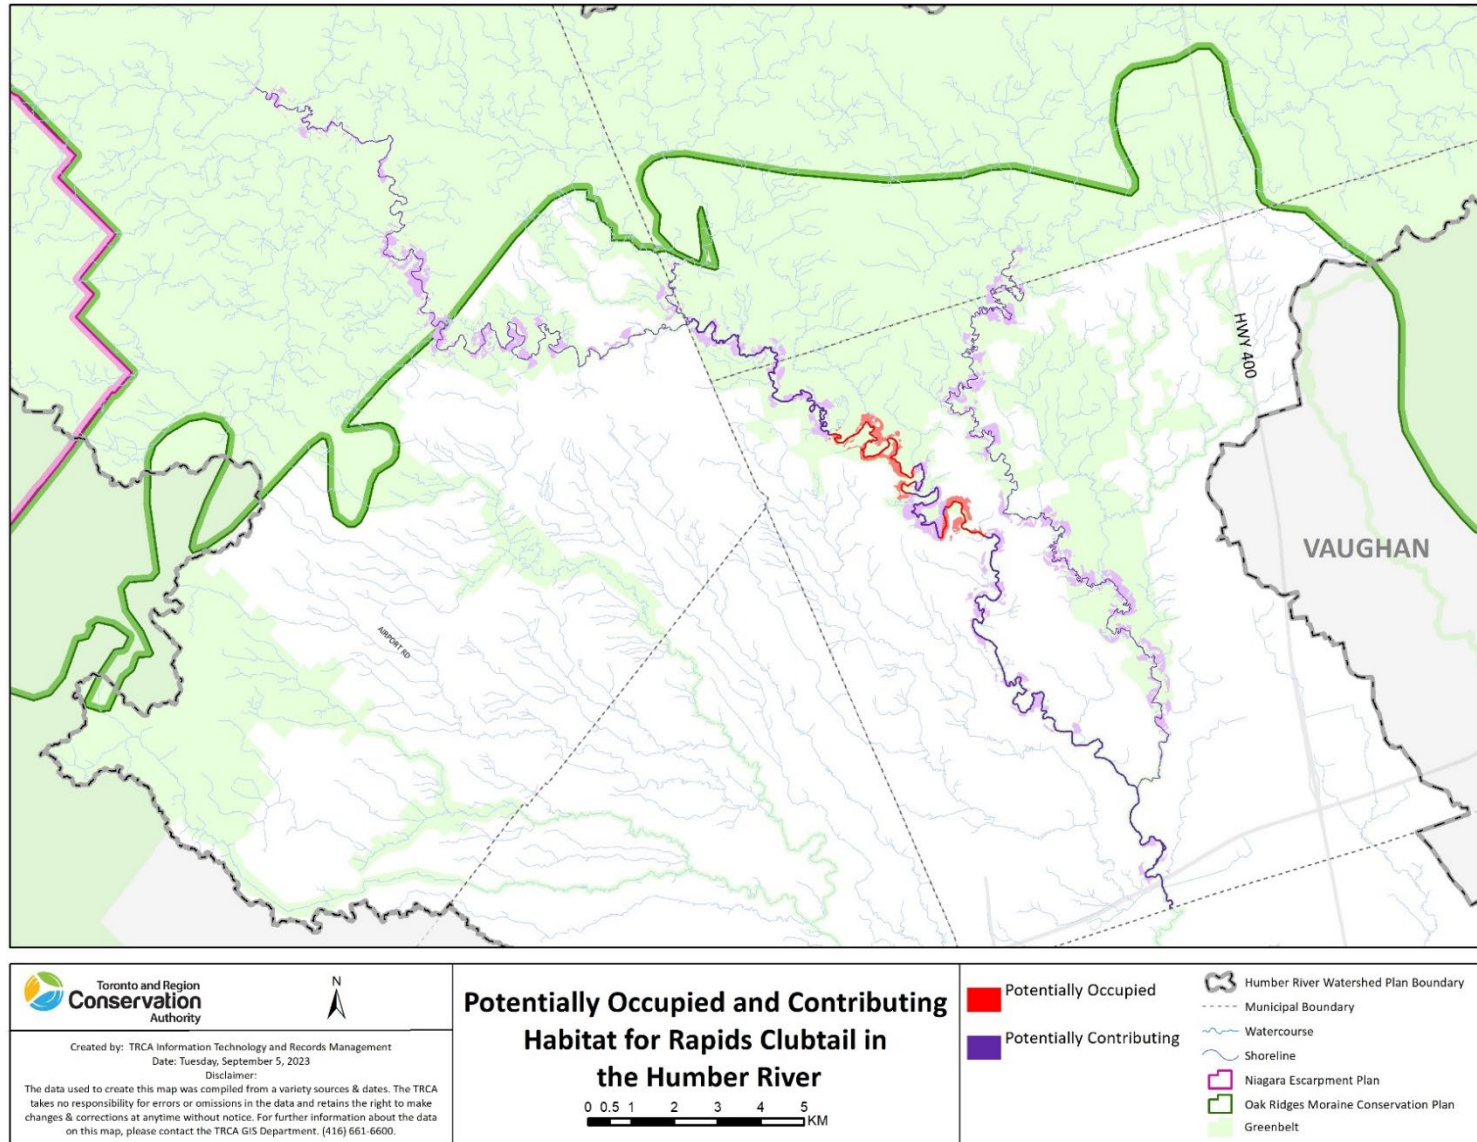 HWY 400
VAUGHAN
AIRPORT RD
Toronto and Region
Conservation
Authority
N
Created by: TRCA Information Technology and Records Management
Date: Tuesday, September 5, 2023
Disclaimer:
The data used to create this map was compiled from a variety sources & dates. The TRCA
takes no responsibility for errors or omissions in the data and retains the right to make
changes & corrections at anytime without notice. For further information about the data
on this map, please contact the TRCA GIS Department. (416) 661-6600.
Potentially Occupied and Contributing
Habitat for Rapids Clubtail in
the Humber River
0 0.5 1 2 3 4 5
KM
Potentially Occupied
Potentially Contributing
Humber River Watershed Plan Boundary
Municipal Boundary
Watercourse
Shoreline
Niagara Escarpment Plan
Oak Ridges Moraine Conservation Plan
Greenbelt